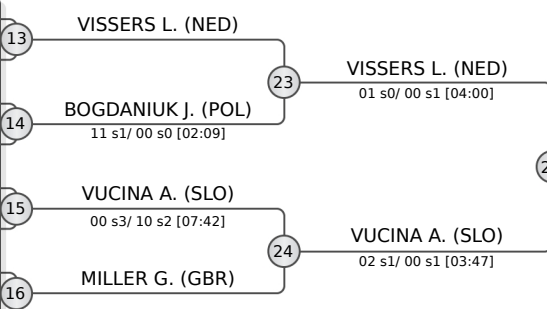 VISSERS L. (NED)
13
23
VISSERS L. (NED)
01 s0/ 00 s1 [04:00]
BOGDANIUK J. (POL)
14
11 s1/ 00 s0 [02:09]
VUCINA A. (SLO)
15
00 s3/ 10 s2 [07:42]
24
VUCINA A. (SLO)
02 s1/ 00 s1 [03:47]
MILLER G. (GBR)
16